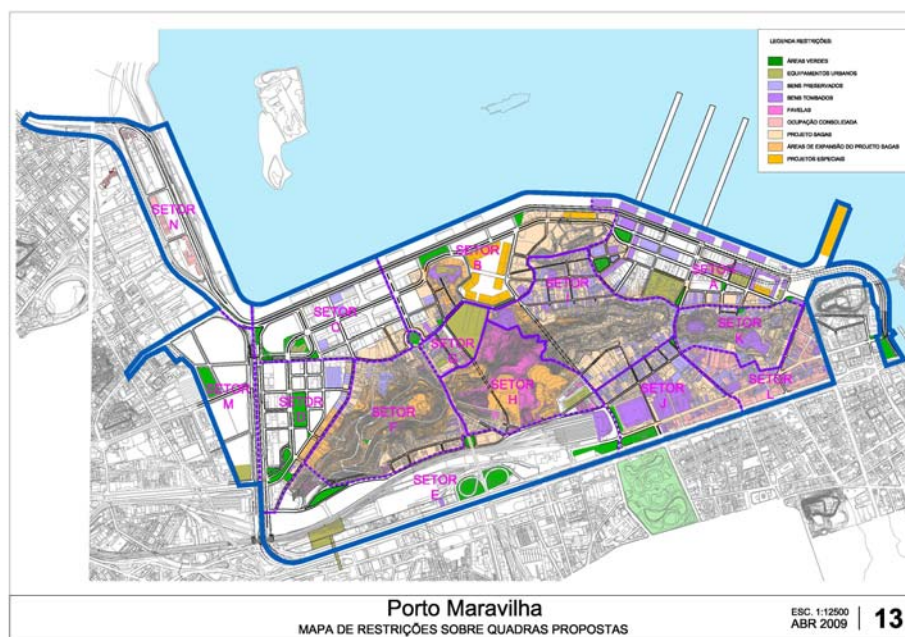 LEGENDA RESTRIÇÕES:
ÁREAS VERDES
EQUIPAMENTOS URBANOS
BENS PRESERVADOS
BENS TOMBADOS
FAVELAS
OCUPAÇÃO CONSOLIDADA
PROJETO SAGAS
ÁREAS DE EXPANSÃO DO PROJETO SAGAS
PROJETOS ESPECIAIS
SETOR
N
SETOR
B
SETOR
A
SETOR
I
SETOR
C
SETOR
K
SETOR
G
SETOR
M
SETOR
D
SETOR
F
SETOR
H
SETOR
J
SETOR
L
SETOR
E
Porto Maravilha
MAPA DE RESTRIÇÕES SOBRE QUADRAS PROPOSTAS
ESC. 1:12500
ABR 2009
13